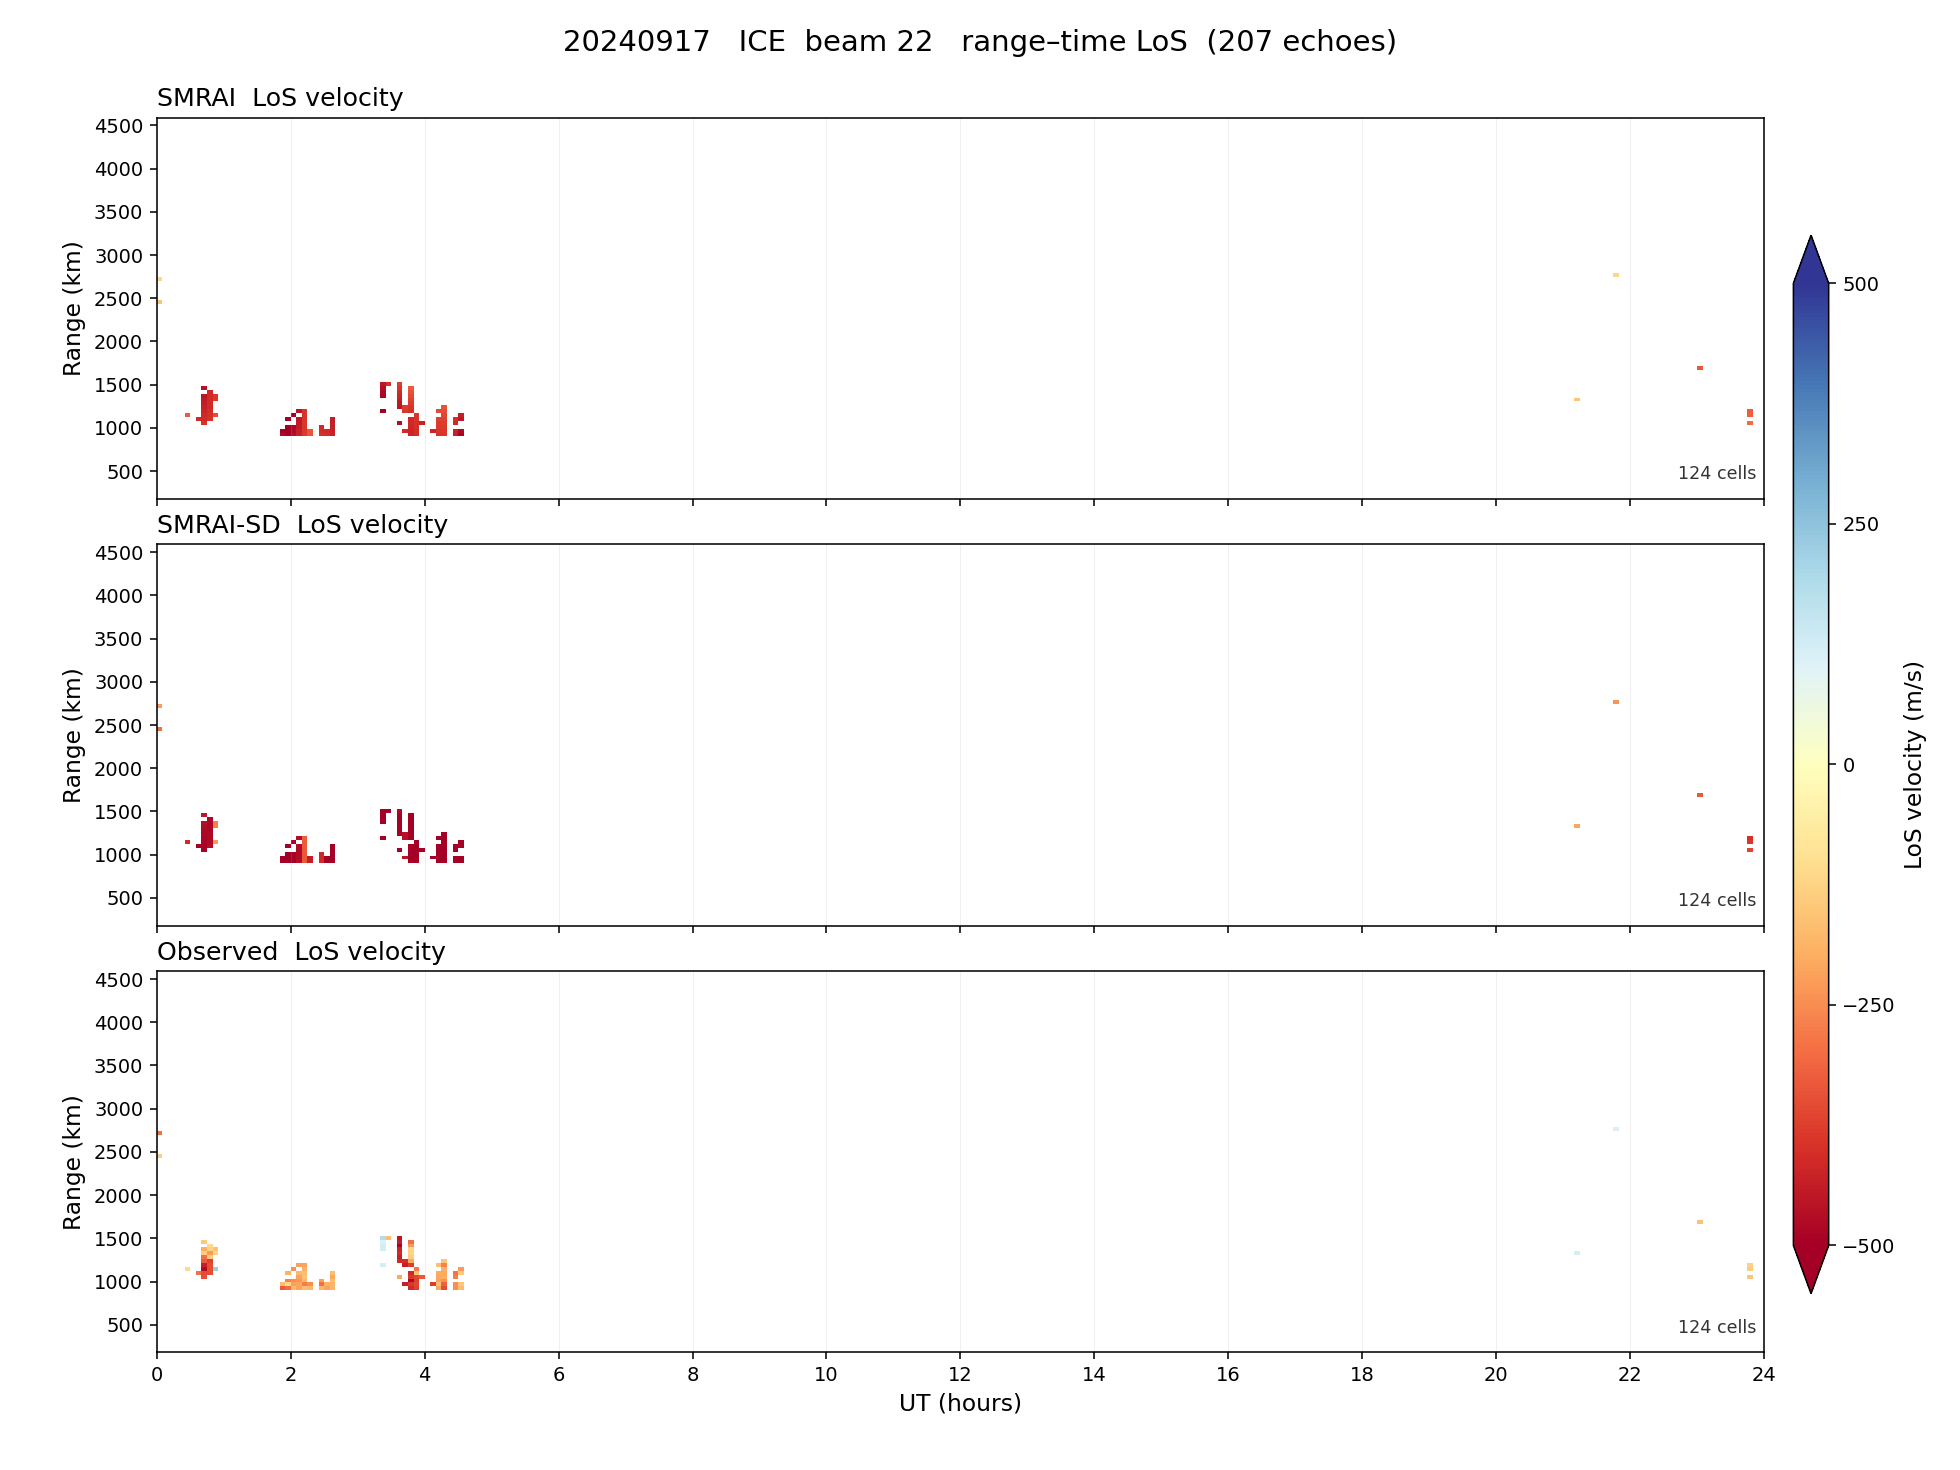 20240917 ICE beam 22 range–time LoS (207 echoes)
SMRAI LoS velocity
4500
4000
3500
3000
2500
2000
1500
1000
500
Range (km)
124 cells
SMRAI-SD LoS velocity
4500
4000
3500
3000
2500
2000
1500
1000
500
Range (km)
124 cells
Observed LoS velocity
4500
4000
3500
3000
2500
2000
1500
1000
500
Range (km)
124 cells
0 2 4 6 8 10 12 14 16 18 20 22 24
UT (hours)
500
250
0
−250
−500
LoS velocity (m/s)